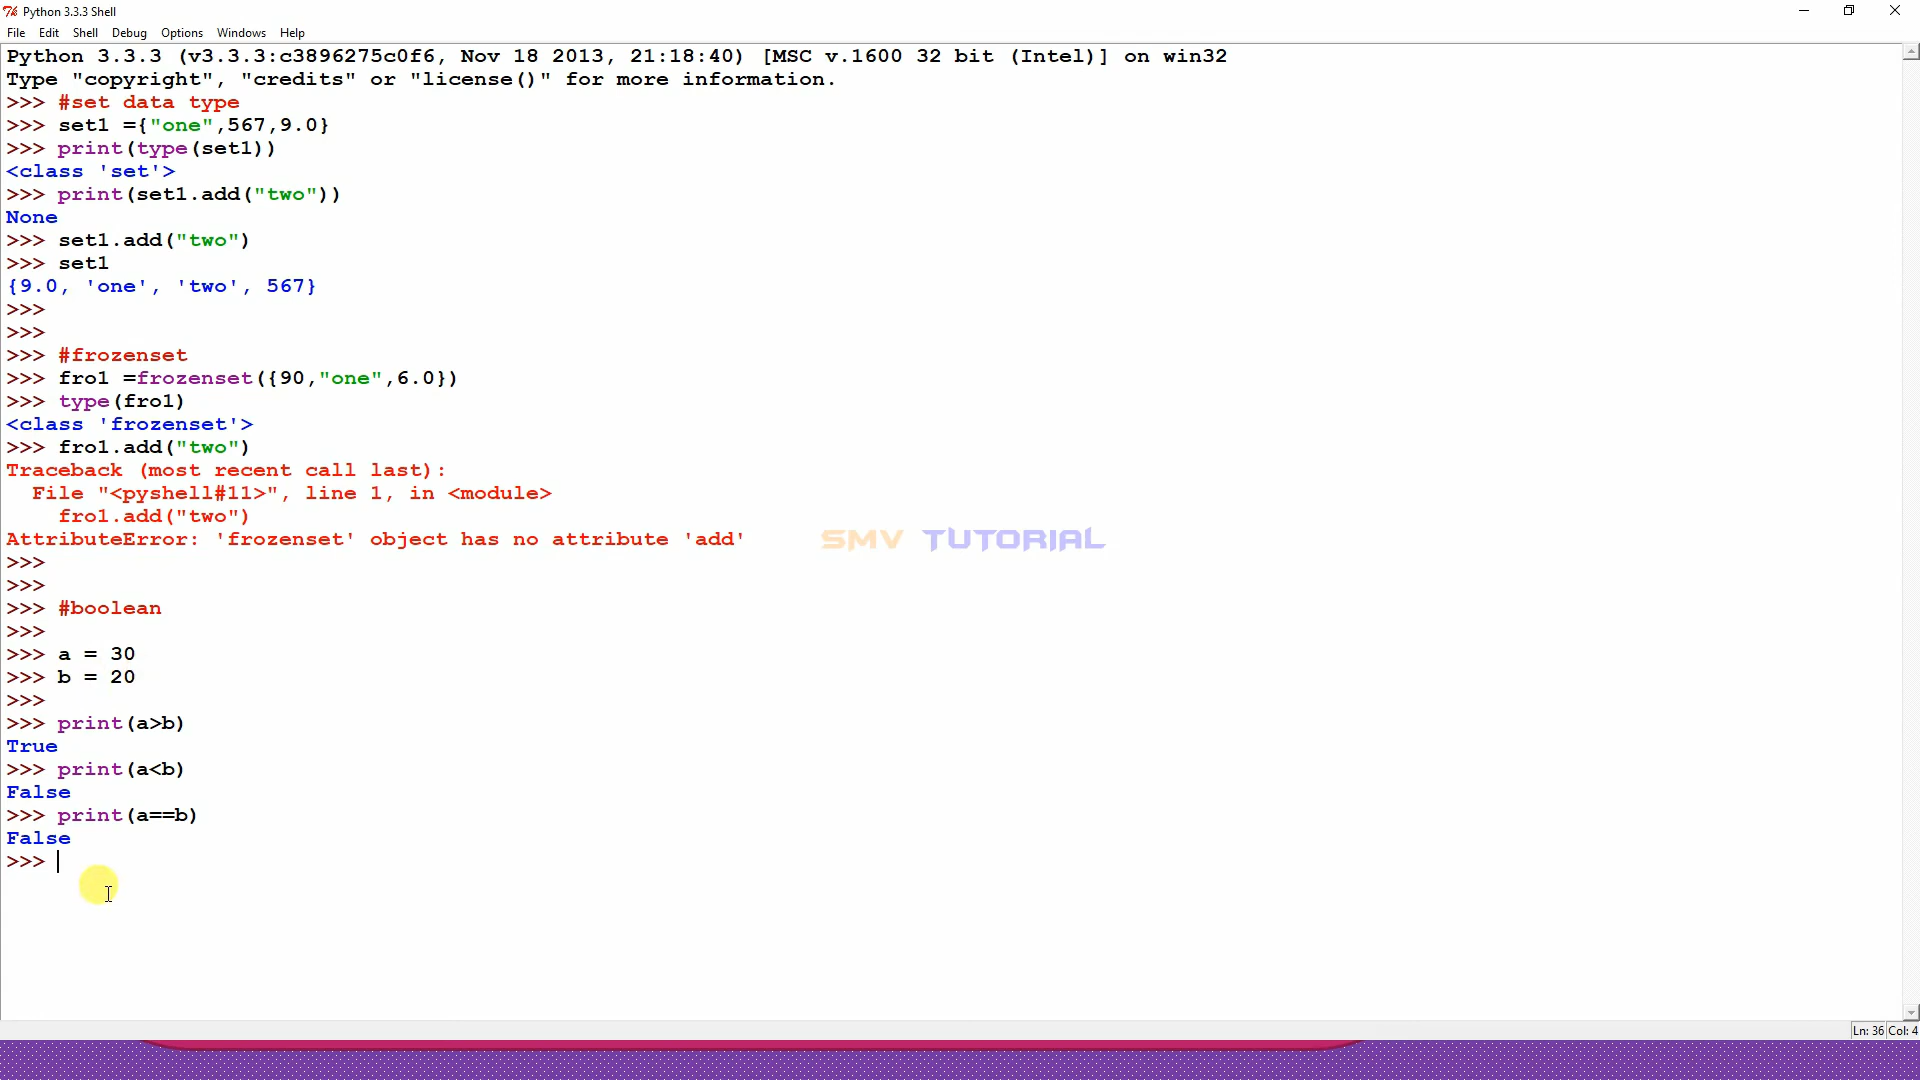 Python 3.3.3 Shell
File Edit Shell Debug Options Windows Help
Python 3.3.3 (v3.3.3:c3896275c0f6, Nov 18 2013, 21:18:40) [MSC v.1600 32 bit (Intel)] on win32
Type "copyright", "credits" or "license()" for more information.
>>> #set data type
>>> set1 ={"one",567,9.0}
>>> print(type(set1))
<class 'set'>
>>> print(set1.add("two"))
None
>>> set1.add("two")
>>> set1
{9.0, 'one', 'two', 567}
>>>
>>>
>>> #frozenset
>>> fro1 =frozenset({90,"one",6.0})
>>> type(fro1)
<class 'frozenset'>
>>> fro1.add("two")
Traceback (most recent call last):
  File "<pyshell#11>", line 1, in <module>
    fro1.add("two")
AttributeError: 'frozenset' object has no attribute 'add'
SMV TUTORIAL
>>>
>>>
>>> #boolean
>>>
>>> a = 30
>>> b = 20
>>>
>>> print(a>b)
True
>>> print(a<b)
False
>>> print(a==b)
False
>>>
Ln: 36 Col: 4